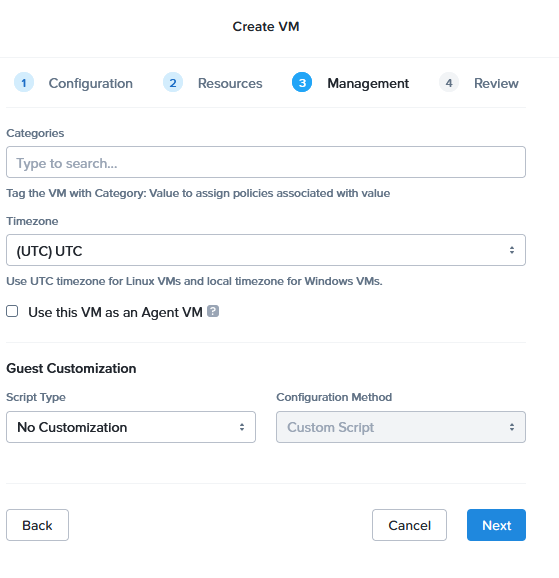 Create VM
1 Configuration 2 Resources 3 Management 4 Review
Categories
Type to search...
Tag the VM with Category: Value to assign policies associated with value
Timezone
(UTC) UTC
Use UTC timezone for Linux VMs and local timezone for Windows VMs.
Use this VM as an Agent VM ?
Guest Customization
Script Type Configuration Method
No Customization Custom Script
Back Cancel Next